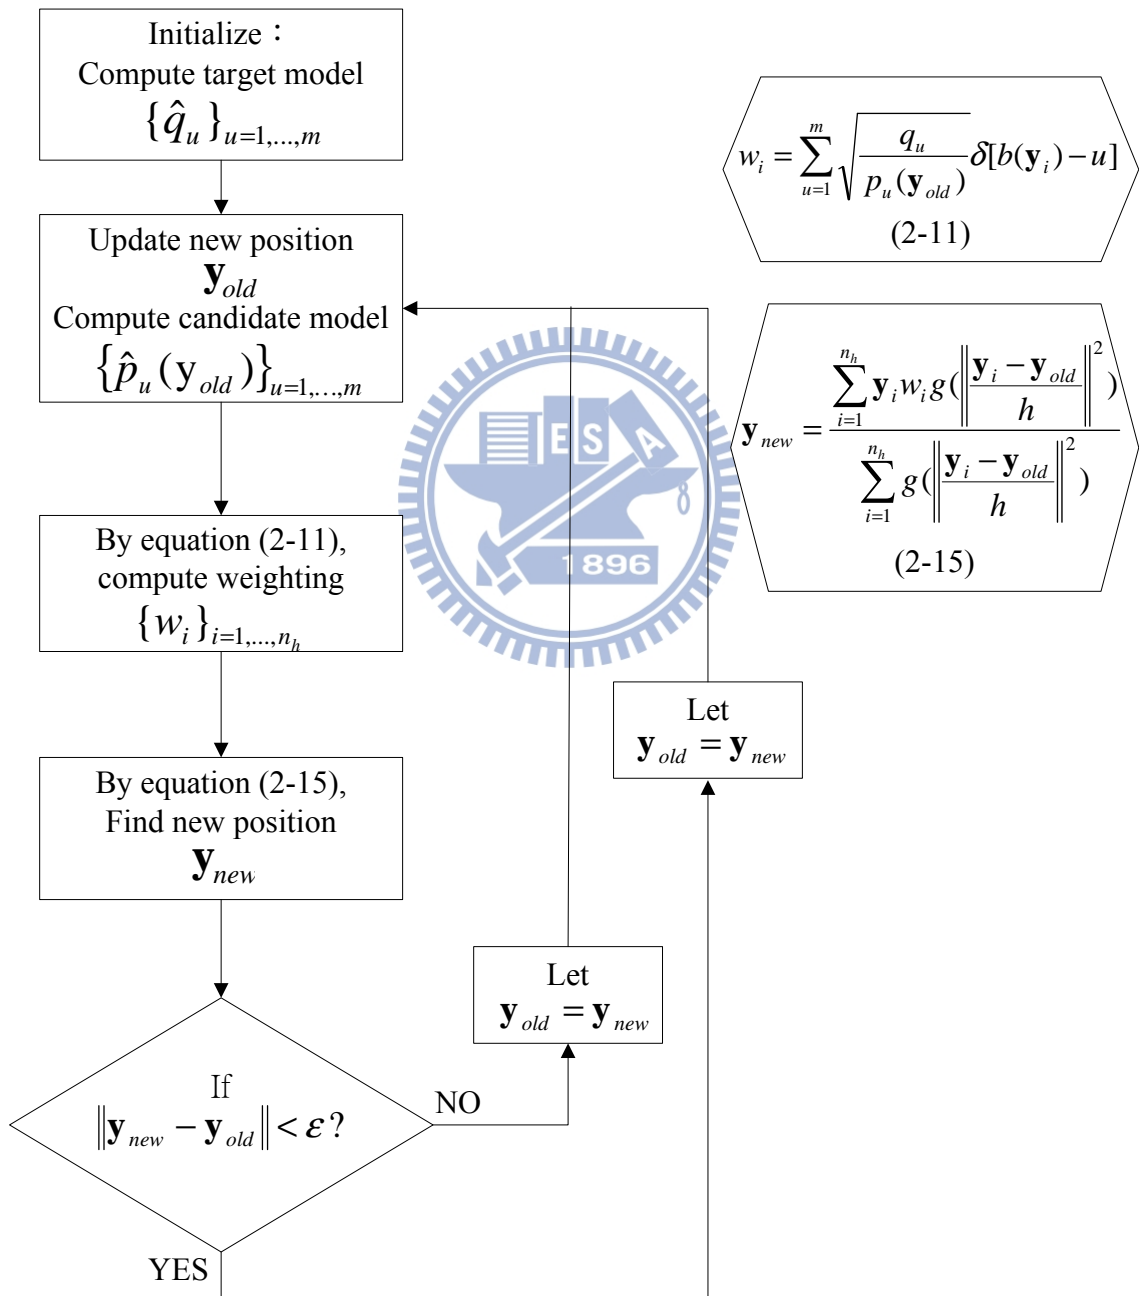 Initialize：
Compute target model
{q̂_u}_{u=1,...,m}
Update new position
y_old
Compute candidate model
{p̂_u(y_old)}_{u=1,...,m}
By equation (2-11),
compute weighting
{w_i}_{i=1,...,n_h}
By equation (2-15),
Find new position
y_new
If
‖y_new − y_old‖ < ε?
NO
YES
Let
y_old = y_new
Let
y_old = y_new
w_i = ∑_{u=1}^{m} √(q_u / p_u(y_old)) δ[b(y_i) − u]
(2-11)
y_new = ∑_{i=1}^{n_h} y_i w_i g(‖(y_i − y_old) / h‖²) / ∑_{i=1}^{n_h} g(‖(y_i − y_old) / h‖²)
(2-15)
E S A
1896